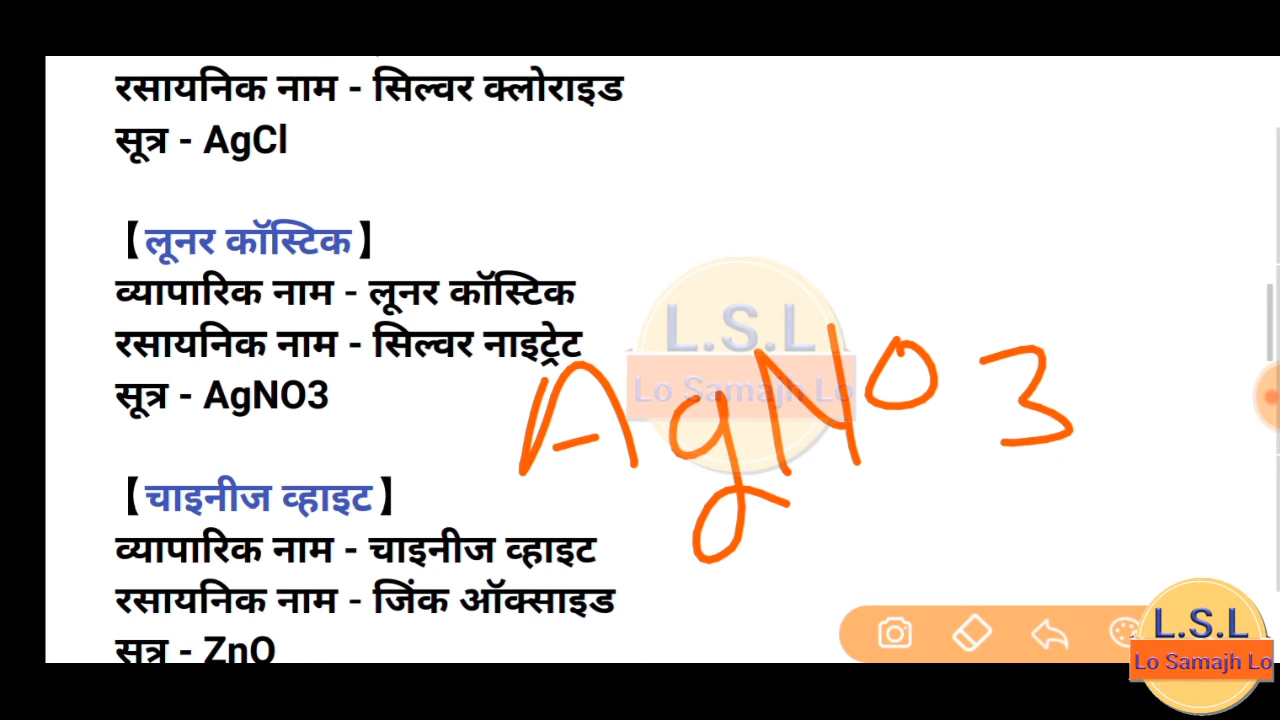 रसायनिक नाम - सिल्वर क्लोराइड
सूत्र - AgCl
【लूनर कॉस्टिक】
व्यापारिक नाम - लूनर कॉस्टिक
रसायनिक नाम - सिल्वर नाइट्रेट
सूत्र - AgNO3
【चाइनीज व्हाइट】
व्यापारिक नाम - चाइनीज व्हाइट
रसायनिक नाम - जिंक ऑक्साइड
सूत्र - ZnO
L.S.L
Lo Samajh Lo
AgNO3
L.S.L
Lo Samajh Lo